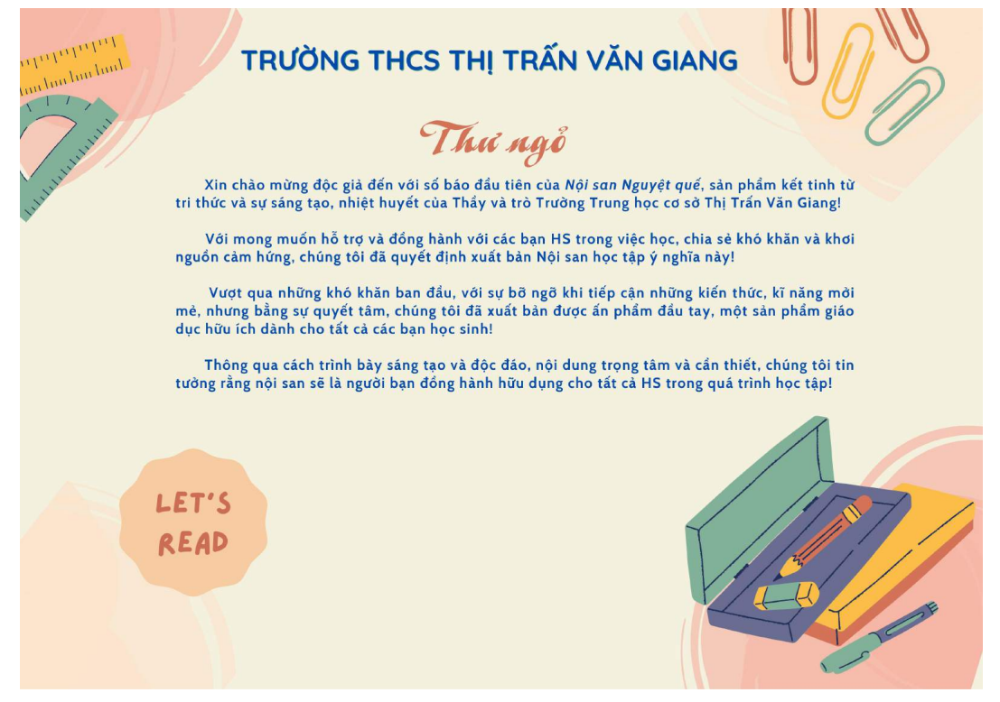 TRƯỜNG THCS THỊ TRẤN VĂN GIANG
Thư ngỏ
Xin chào mừng độc giả đến với số báo đầu tiên của Nội san Nguyệt quế, sản phẩm kết tinh từ
tri thức và sự sáng tạo, nhiệt huyết của Thầy và trò Trường Trung học cơ sở Thị Trấn Văn Giang!
Với mong muốn hỗ trợ và đồng hành với các bạn HS trong việc học, chia sẻ khó khăn và khơi
nguồn cảm hứng, chúng tôi đã quyết định xuất bản Nội san học tập ý nghĩa này!
Vượt qua những khó khăn ban đầu, với sự bỡ ngỡ khi tiếp cận những kiến thức, kĩ năng mới
mẻ, nhưng bằng sự quyết tâm, chúng tôi đã xuất bản được ấn phẩm đầu tay, một sản phẩm giáo
dục hữu ích dành cho tất cả các bạn học sinh!
Thông qua cách trình bày sáng tạo và độc đáo, nội dung trọng tâm và cần thiết, chúng tôi tin
tưởng rằng nội san sẽ là người bạn đồng hành hữu dụng cho tất cả HS trong quá trình học tập!
LET'S
READ